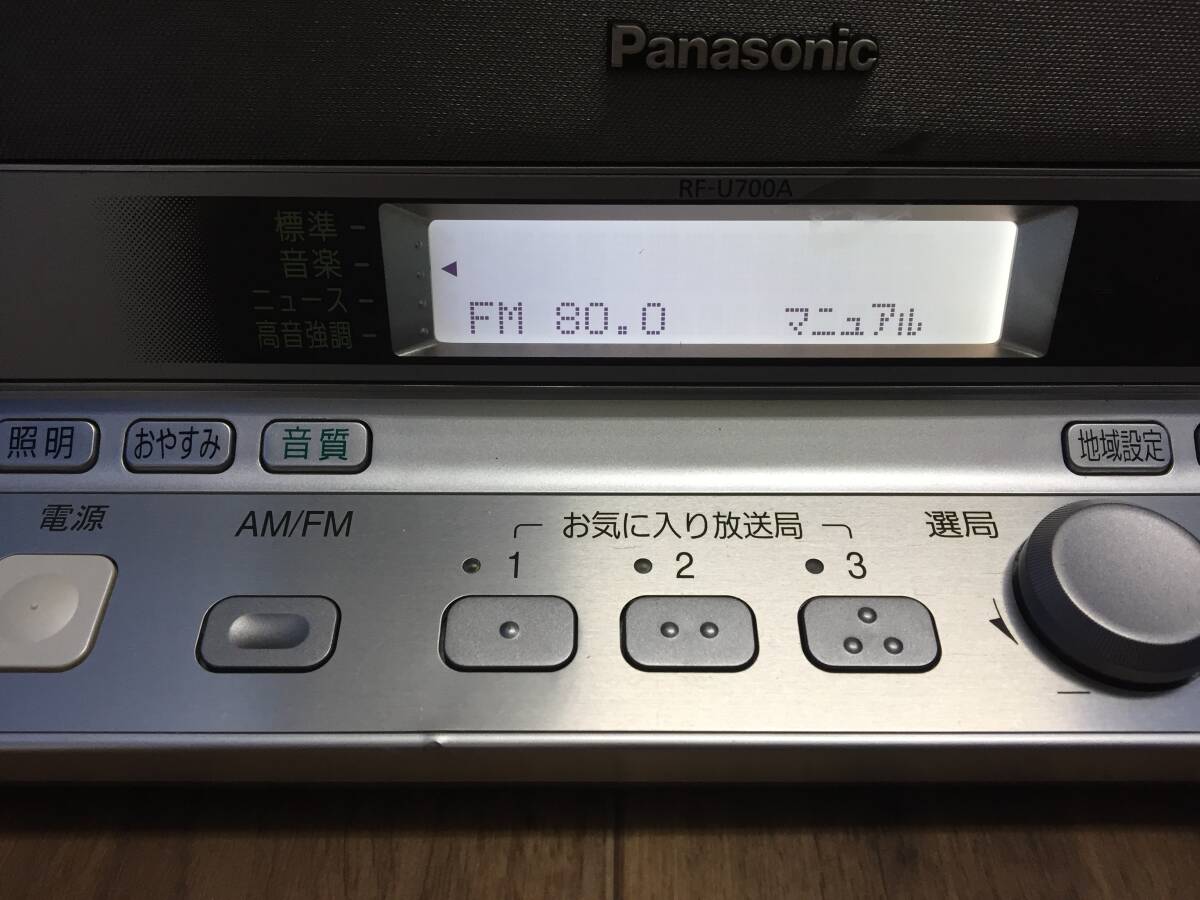 Panasonic
RF-U700A
標準
音楽
ニュース
高音強調
FM 80.0 マニュアル
照明 おやすみ 音質 地域設定
電源 AM/FM お気に入り放送局 選局
1 2 3